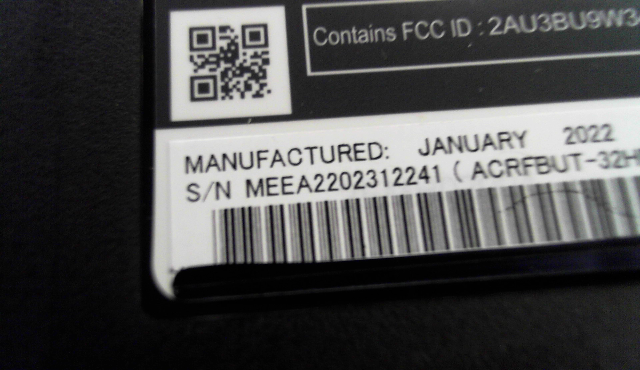 Contains FCC ID : 2AU3BU9W3
MANUFACTURED: JANUARY 2022
S/N MEEA2202312241 ( ACRFBUT-32H